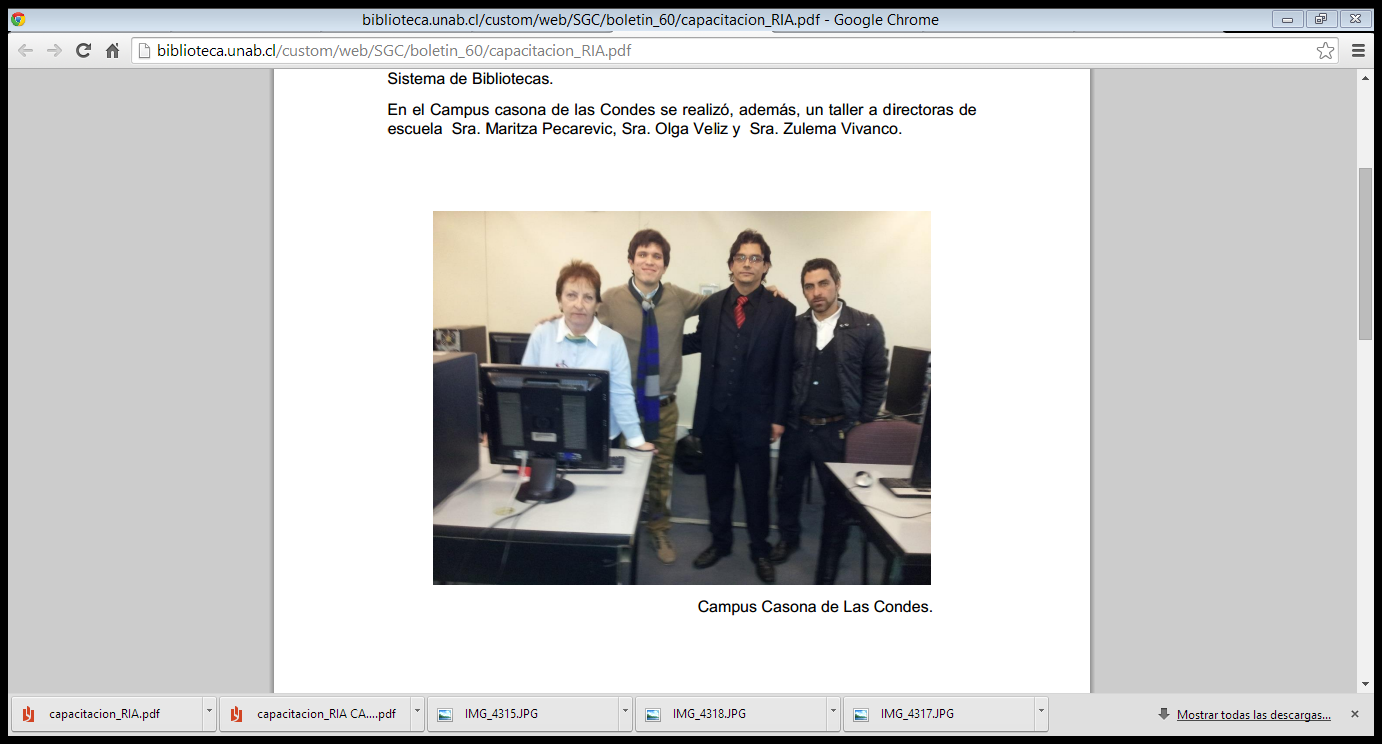 biblioteca.unab.cl/custom/web/SGC/boletin_60/capacitacion_RIA.pdf - Google Chrome
biblioteca.unab.cl/custom/web/SGC/boletin_60/capacitacion_RIA.pdf
Sistema de Bibliotecas.
En el Campus casona de las Condes se realizó, además, un taller a directoras de
escuela  Sra. Maritza Pecarevic, Sra. Olga Veliz y  Sra. Zulema Vivanco.
Campus Casona de Las Condes.
capacitacion_RIA.pdf
capacitacion_RIA CA....pdf
IMG_4315.JPG
IMG_4318.JPG
IMG_4317.JPG
Mostrar todas las descargas...